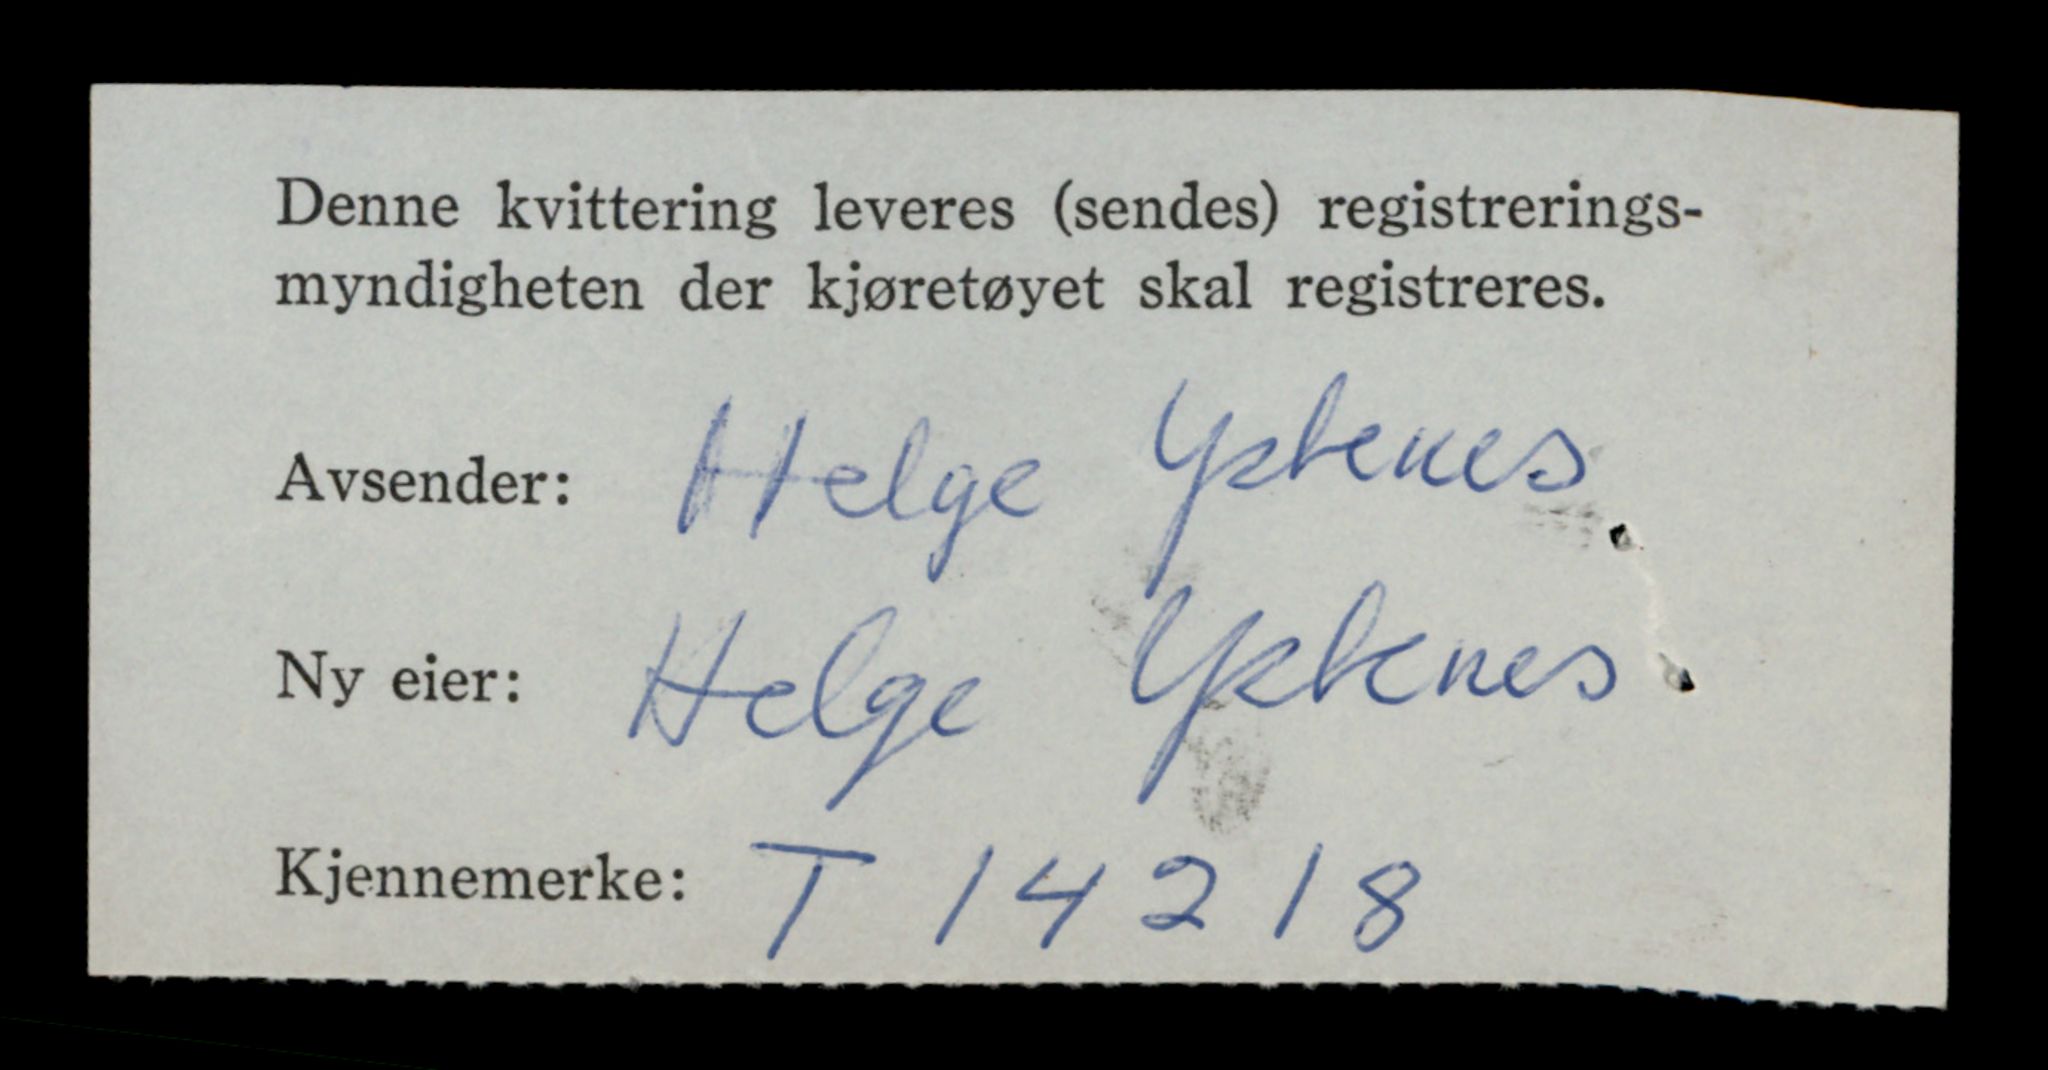 Denne kvittering leveres (sendes) registrerings-
myndigheten der kjøretøyet skal registreres.
Avsender: Helge Ystenes
Ny eier: Helge Ystenes
Kjennemerke: T 14218